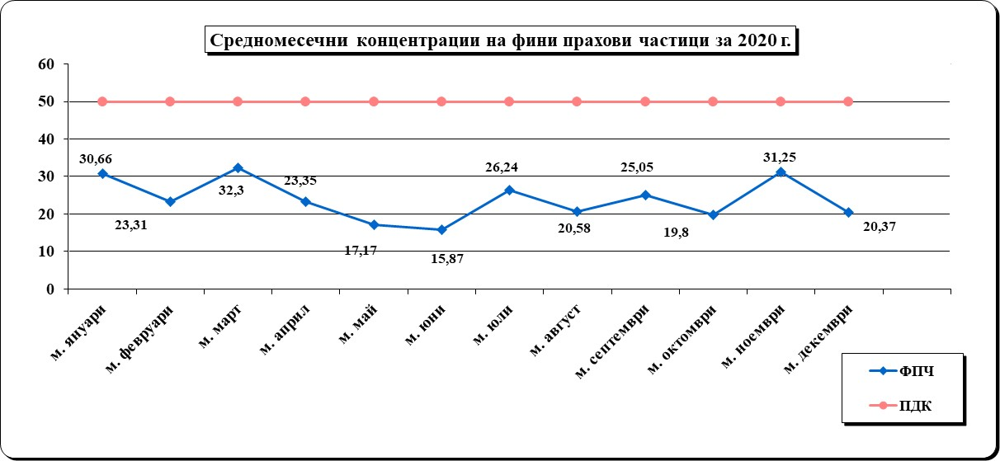 Средномесечни концентрации на фини прахови частици за 2020 г.
60
50
40
30
20
10
0
30,66
23,31
32,3
23,35
17,17
15,87
26,24
20,58
25,05
19,8
31,25
20,37
м. януари
м. февруари
м. март
м. април
м. май
м. юни
м. юли
м. август
м. септември
м. октомври
м. ноември
м. декември
ФПЧ
ПДК